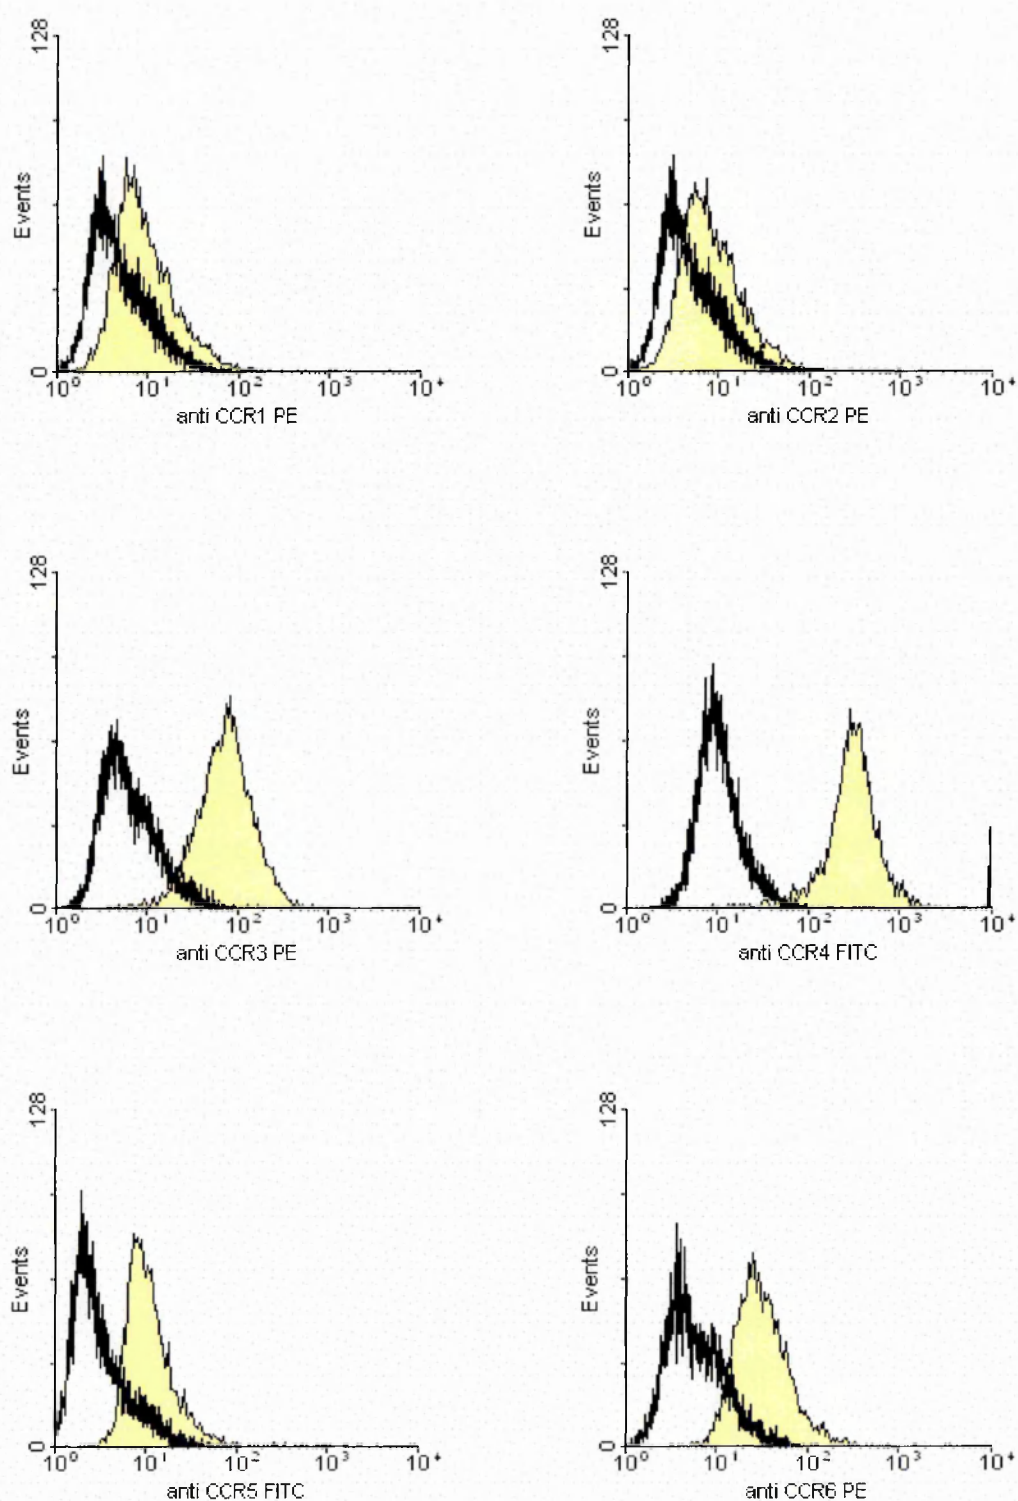 128 128
Events Events
0 0
10⁰ 10¹ 10² 10³ 10⁴ 10⁰ 10¹ 10² 10³ 10⁴
anti CCR1 PE anti CCR2 PE
128 128
Events Events
0 0
10⁰ 10¹ 10² 10³ 10⁴ 10⁰ 10¹ 10² 10³ 10⁴
anti CCR3 PE anti CCR4 FITC
128 128
Events Events
0 0
10⁰ 10¹ 10² 10³ 10⁴ 10⁰ 10¹ 10² 10³ 10⁴
anti CCR5 FITC anti CCR6 PE